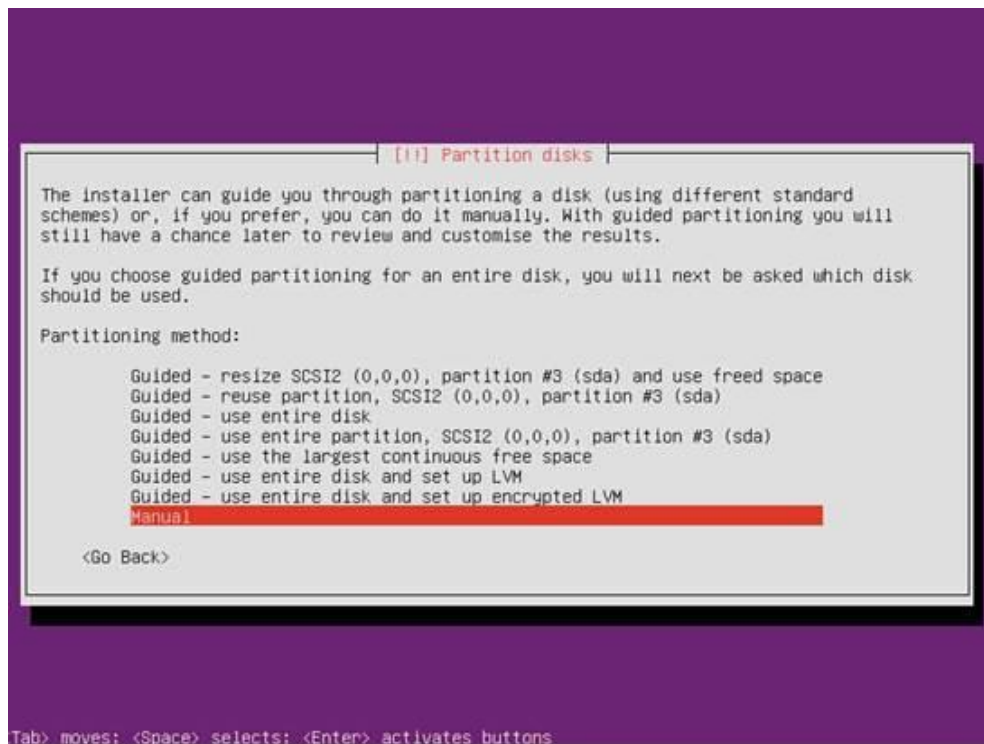 [!!] Partition disks
The installer can guide you through partitioning a disk (using different standard
schemes) or, if you prefer, you can do it manually. With guided partitioning you will
still have a chance later to review and customise the results.
If you choose guided partitioning for an entire disk, you will next be asked which disk
should be used.
Partitioning method:
Guided - resize SCSI2 (0,0,0), partition #3 (sda) and use freed space
Guided - reuse partition, SCSI2 (0,0,0), partition #3 (sda)
Guided - use entire disk
Guided - use entire partition, SCSI2 (0,0,0), partition #3 (sda)
Guided - use the largest continuous free space
Guided - use entire disk and set up LVM
Guided - use entire disk and set up encrypted LVM
Manual
<Go Back>
<Tab> moves; <Space> selects; <Enter> activates buttons